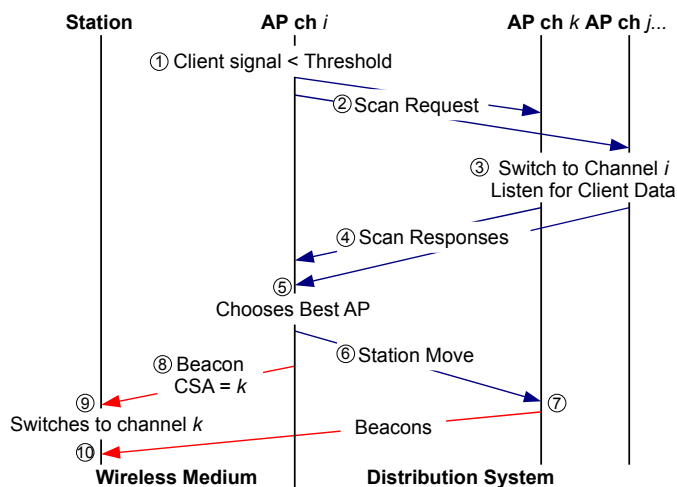 Station AP ch i AP ch k AP ch j...
① Client signal < Threshold
② Scan Request
③ Switch to Channel i
Listen for Client Data
④ Scan Responses
⑤
Chooses Best AP
⑥ Station Move
⑧ Beacon
CSA = k
⑦
⑨
Switches to channel k
Beacons
⑩
Wireless Medium Distribution System